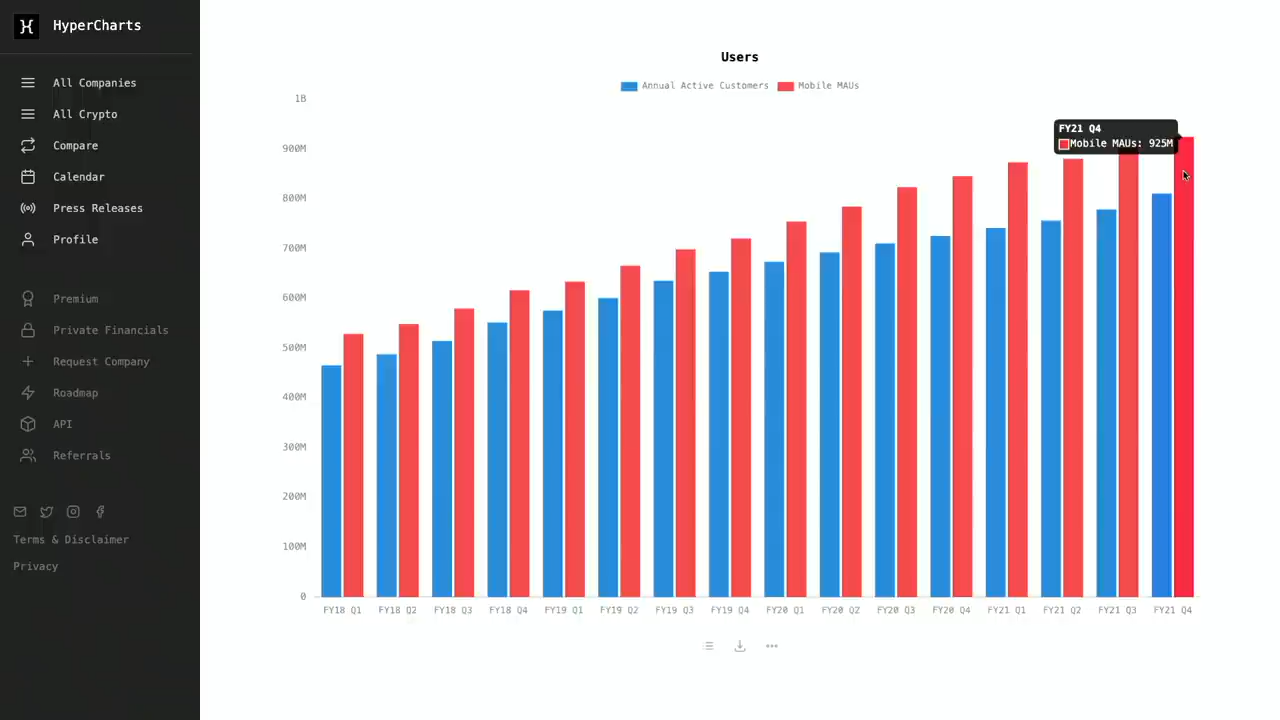 HyperCharts
All Companies
All Crypto
Compare
Calendar
Press Releases
Profile
Premium
Private Financials
Request Company
Roadmap
API
Referrals
Terms & Disclaimer
Privacy
Users
Annual Active Customers Mobile MAUs
1B
900M
800M
700M
600M
500M
400M
300M
200M
100M
0
FY21 Q4
Mobile MAUs: 925M
FY18 Q1 FY18 Q2 FY18 Q3 FY18 Q4 FY19 Q1 FY19 Q2 FY19 Q3 FY19 Q4 FY20 Q1 FY20 Q2 FY20 Q3 FY20 Q4 FY21 Q1 FY21 Q2 FY21 Q3 FY21 Q4